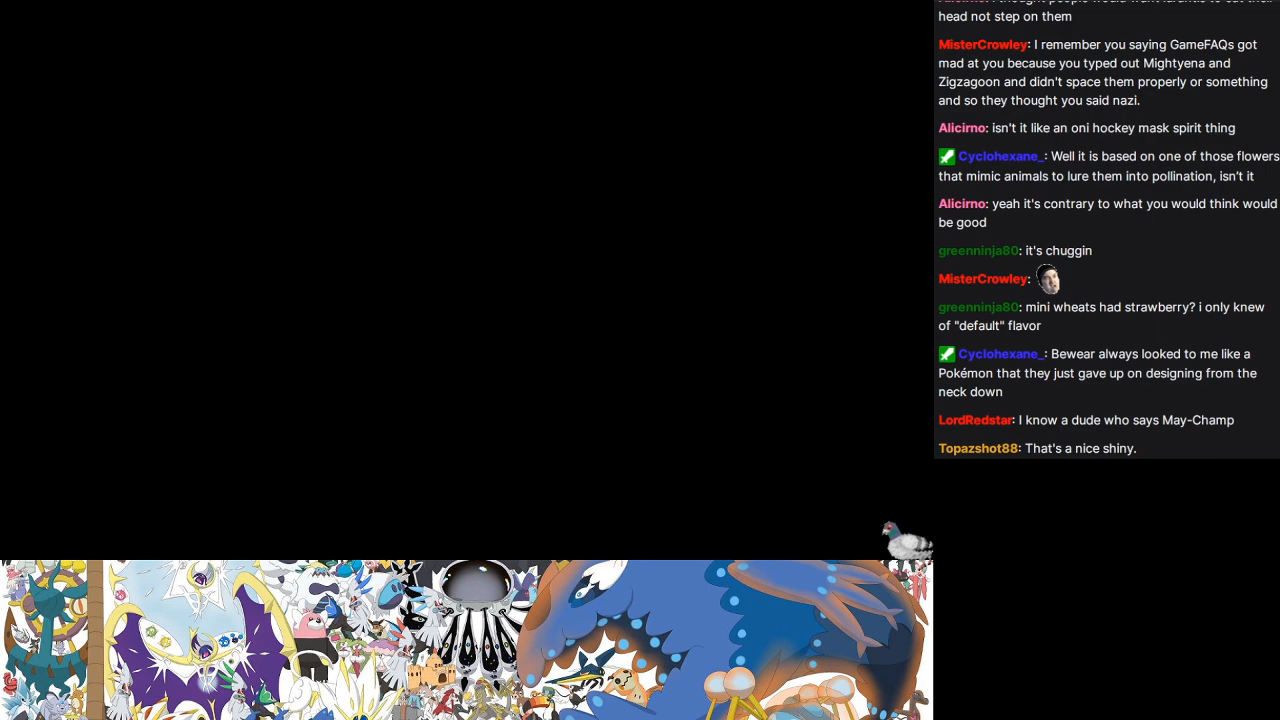 head not step on them
MisterCrowley: I remember you saying GameFAQs got
mad at you because you typed out Mightyena and
Zigzagoon and didn't space them properly or something
and so they thought you said nazi.
Alicirno: isn't it like an oni hockey mask spirit thing
Cyclohexane_: Well it is based on one of those flowers
that mimic animals to lure them into pollination, isn't it
Alicirno: yeah it's contrary to what you would think would
be good
greenninja80: it's chuggin
MisterCrowley:
greenninja80: mini wheats had strawberry? i only knew
of "default" flavor
Cyclohexane_: Bewear always looked to me like a
Pokémon that they just gave up on designing from the
neck down
LordRedstar: I know a dude who says May-Champ
Topazshot88: That's a nice shiny.